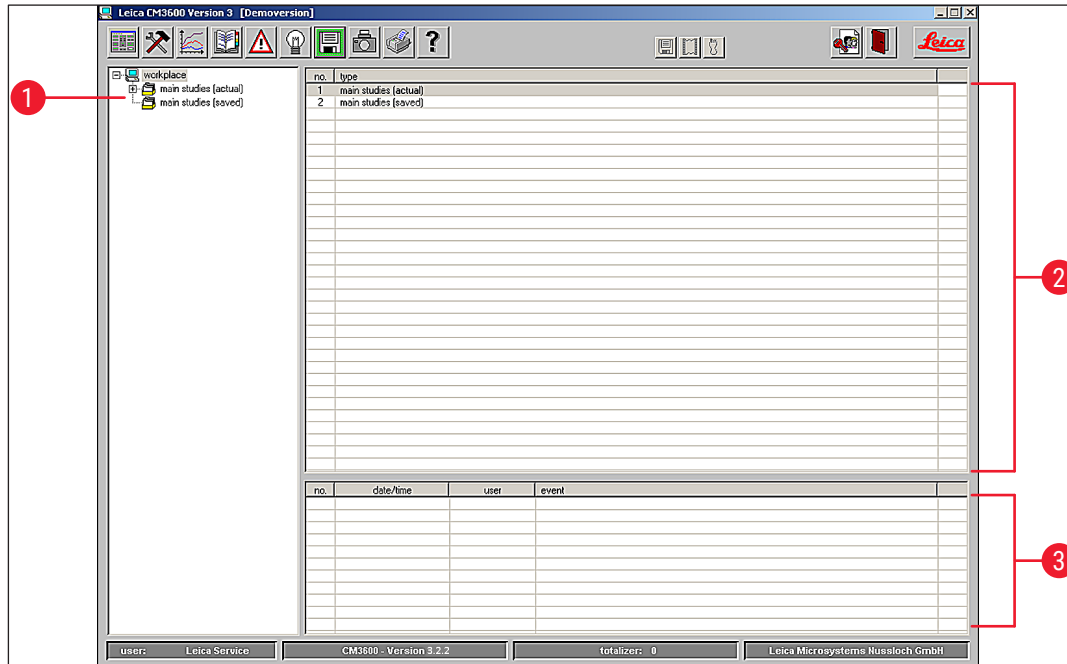 Leica CM3600 Version 3 [Demoversion]
? Leica
workplace
main studies (actual)
main studies (saved)
no. type
1 main studies (actual)
2 main studies (saved)
1
2
no. date/time user event
3
user: Leica Service CM3600 - Version 3.2.2 totalizer: 0 Leica Microsystems Nussloch GmbH